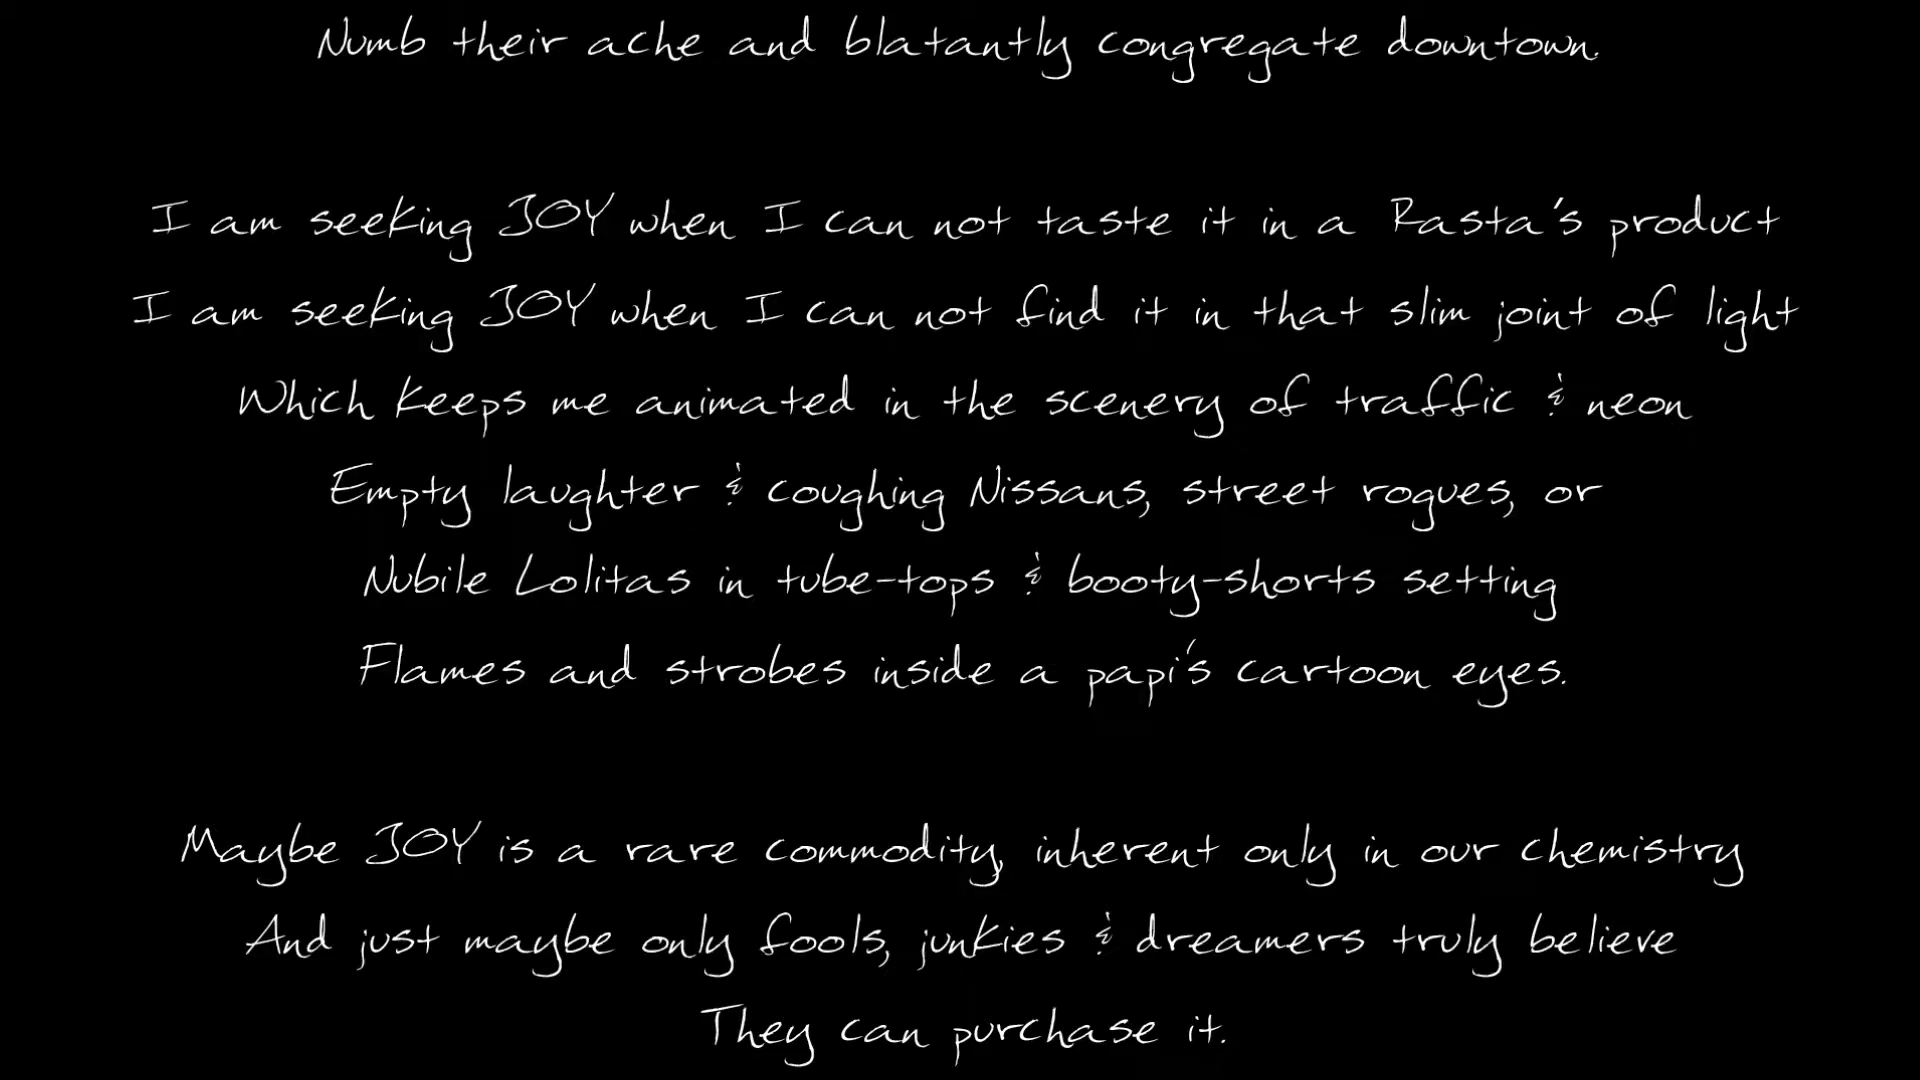 Numb their ache and blatantly congregate downtown.
I am seeking JOY when I can not taste it in a Rasta's product
I am seeking JOY when I can not find it in that slim joint of light
Which keeps me animated in the scenery of traffic & neon
Empty laughter & coughing Nissans, street rogues, or
Nubile Lolitas in tube-tops & booty-shorts setting
Flames and strobes inside a papi's cartoon eyes.
Maybe JOY is a rare commodity, inherent only in our chemistry
And just maybe only fools, junkies & dreamers truly believe
They can purchase it.